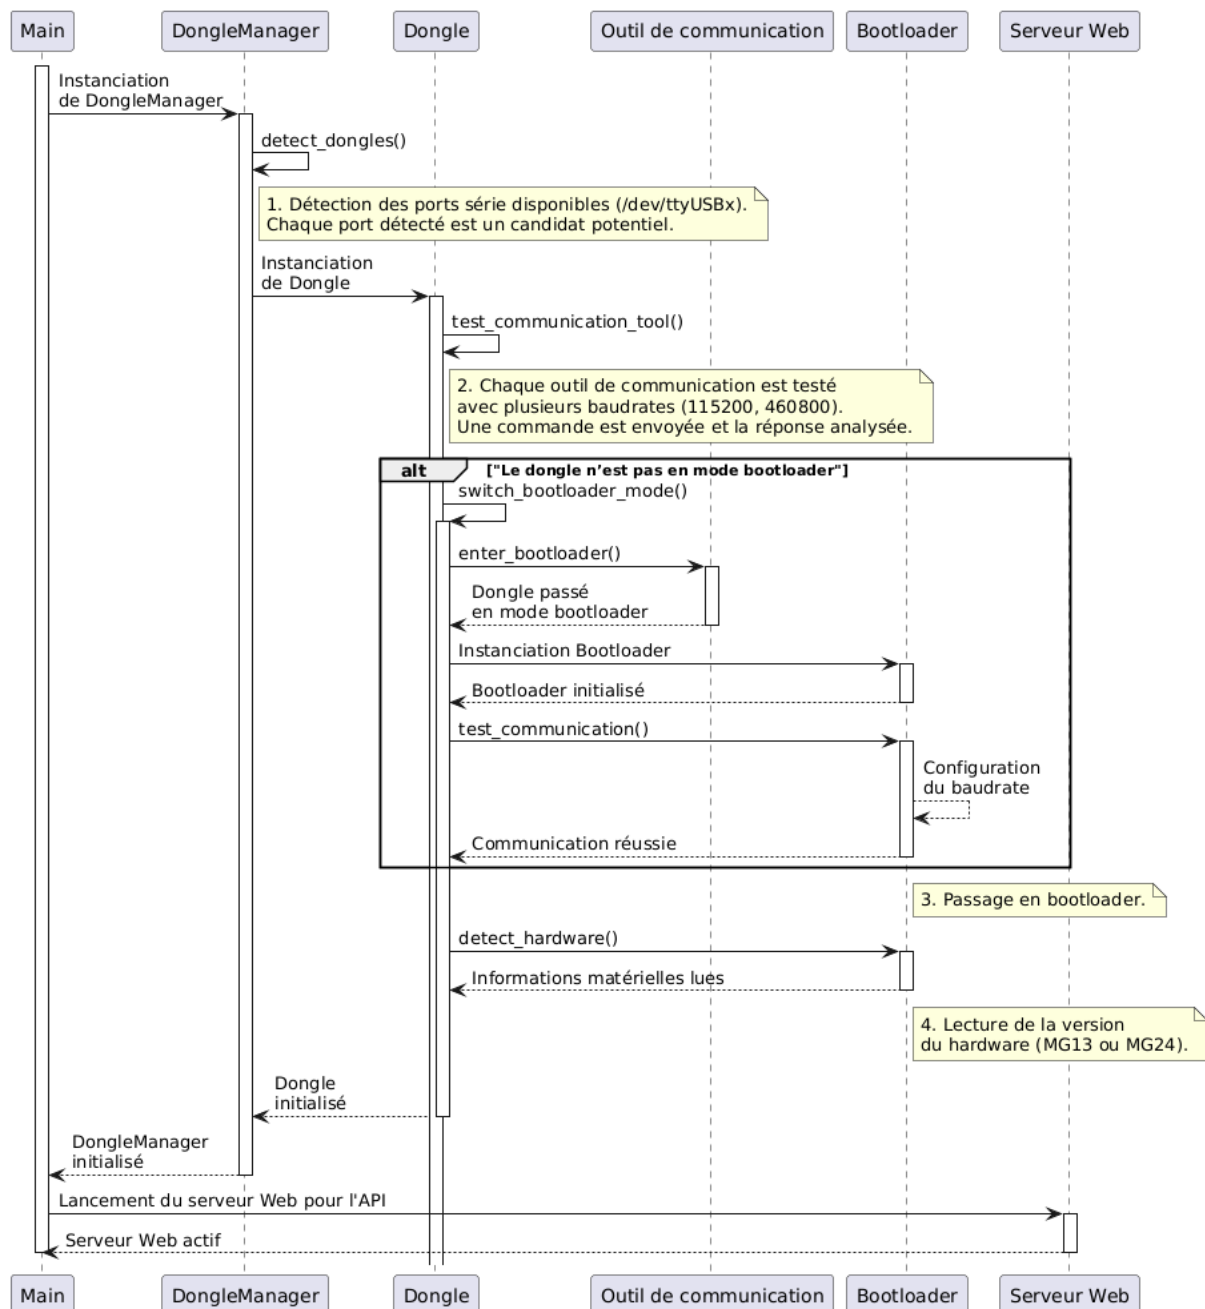 Main
DongleManager
Dongle
Outil de communication
Bootloader
Serveur Web
Instanciation
de DongleManager
detect_dongles()
1. Détection des ports série disponibles (/dev/ttyUSBx).
Chaque port détecté est un candidat potentiel.
Instanciation
de Dongle
test_communication_tool()
2. Chaque outil de communication est testé
avec plusieurs baudrates (115200, 460800).
Une commande est envoyée et la réponse analysée.
alt
["Le dongle n’est pas en mode bootloader"]
switch_bootloader_mode()
enter_bootloader()
Dongle passé
en mode bootloader
Instanciation Bootloader
Bootloader initialisé
test_communication()
Configuration
du baudrate
Communication réussie
3. Passage en bootloader.
detect_hardware()
Informations matérielles lues
4. Lecture de la version
du hardware (MG13 ou MG24).
Dongle
initialisé
DongleManager
initialisé
Lancement du serveur Web pour l'API
Serveur Web actif
Main
DongleManager
Dongle
Outil de communication
Bootloader
Serveur Web